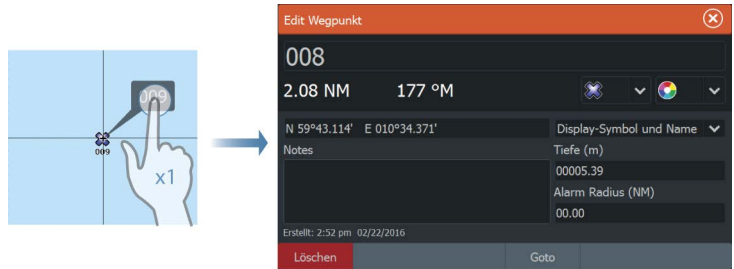 009
009
x1
Edit Wegpunkt
008
2.08 NM 177 °M
N 59°43.114' E 010°34.371' Display-Symbol und Name
Notes Tiefe (m)
00005.39
Alarm Radius (NM)
00.00
Erstellt: 2:52 pm 02/22/2016
Löschen Goto